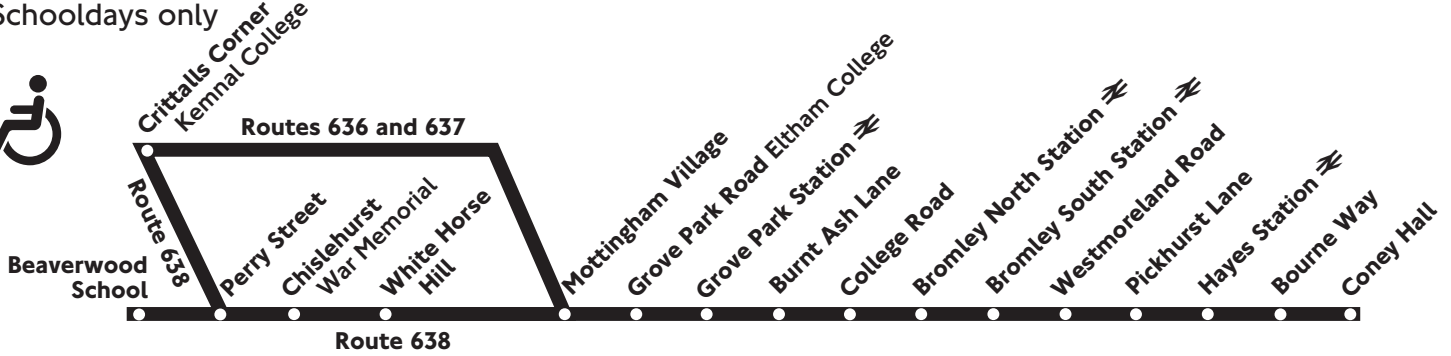 Schooldays only
Crittalls Corner
Kemnal College
Routes 636 and 637
Route 638
Beaverwood
School
Perry Street
Chislehurst
War Memorial
White Horse
Hill
Mottingham Village
Grove Park Road Eltham College
Grove Park Station
Burnt Ash Lane
College Road
Bromley North Station
Bromley South Station
Westmoreland Road
Pickhurst Lane
Hayes Station
Bourne Way
Coney Hall
Route 638